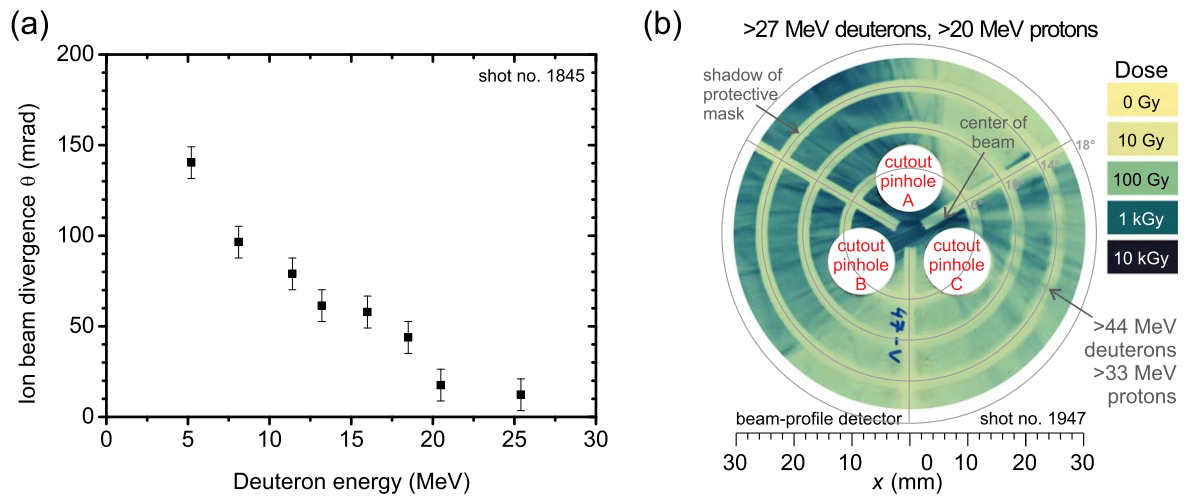 (a)
200
150
100
50
0
0 5 10 15 20 25 30
shot no. 1845
Ion beam divergence θ (mrad)
Deuteron energy (MeV)
(b)
>27 MeV deuterons, >20 MeV protons
shadow of
protective
mask
center of
beam
18°
14°
6°
cutout
pinhole
A
cutout
pinhole
B
cutout
pinhole
C
47-V
Dose
0 Gy
10 Gy
100 Gy
1 kGy
10 kGy
>44 MeV
deuterons
>33 MeV
protons
beam-profile detector
shot no. 1947
30 20 10 0 10 20 30
x (mm)